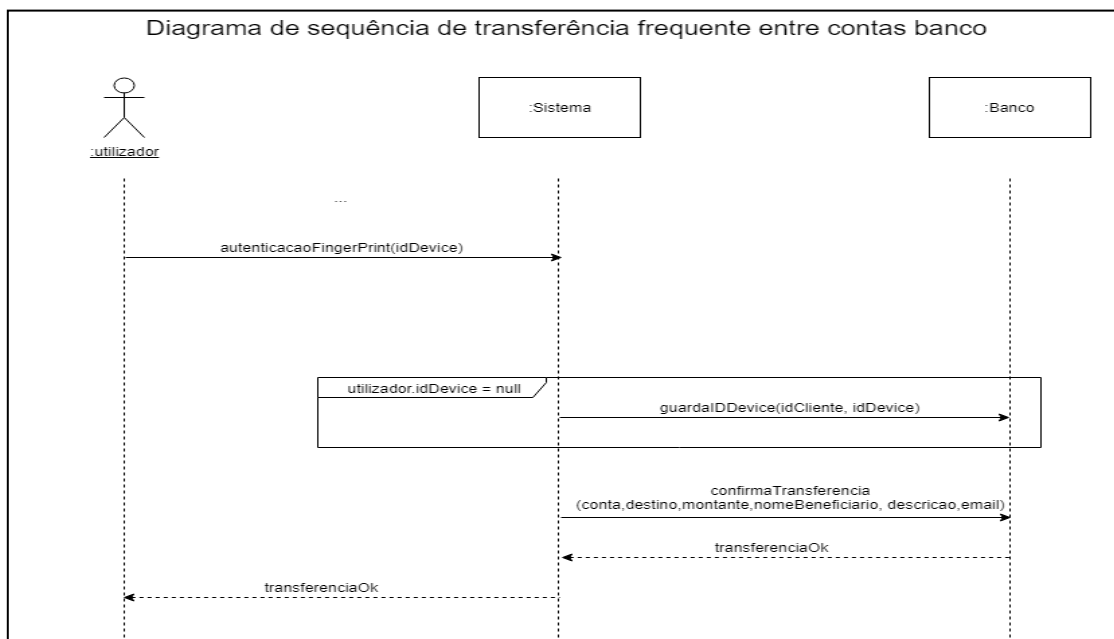 Diagrama de sequência de transferência frequente entre contas banco
:utilizador
:Sistema
:Banco
...
autenticacaoFingerPrint(idDevice)
utilizador.idDevice = null
guardaIDDevice(idCliente, idDevice)
confirmaTransferencia
(conta,destino,montante,nomeBeneficiario, descricao,email)
transferenciaOk
transferenciaOk